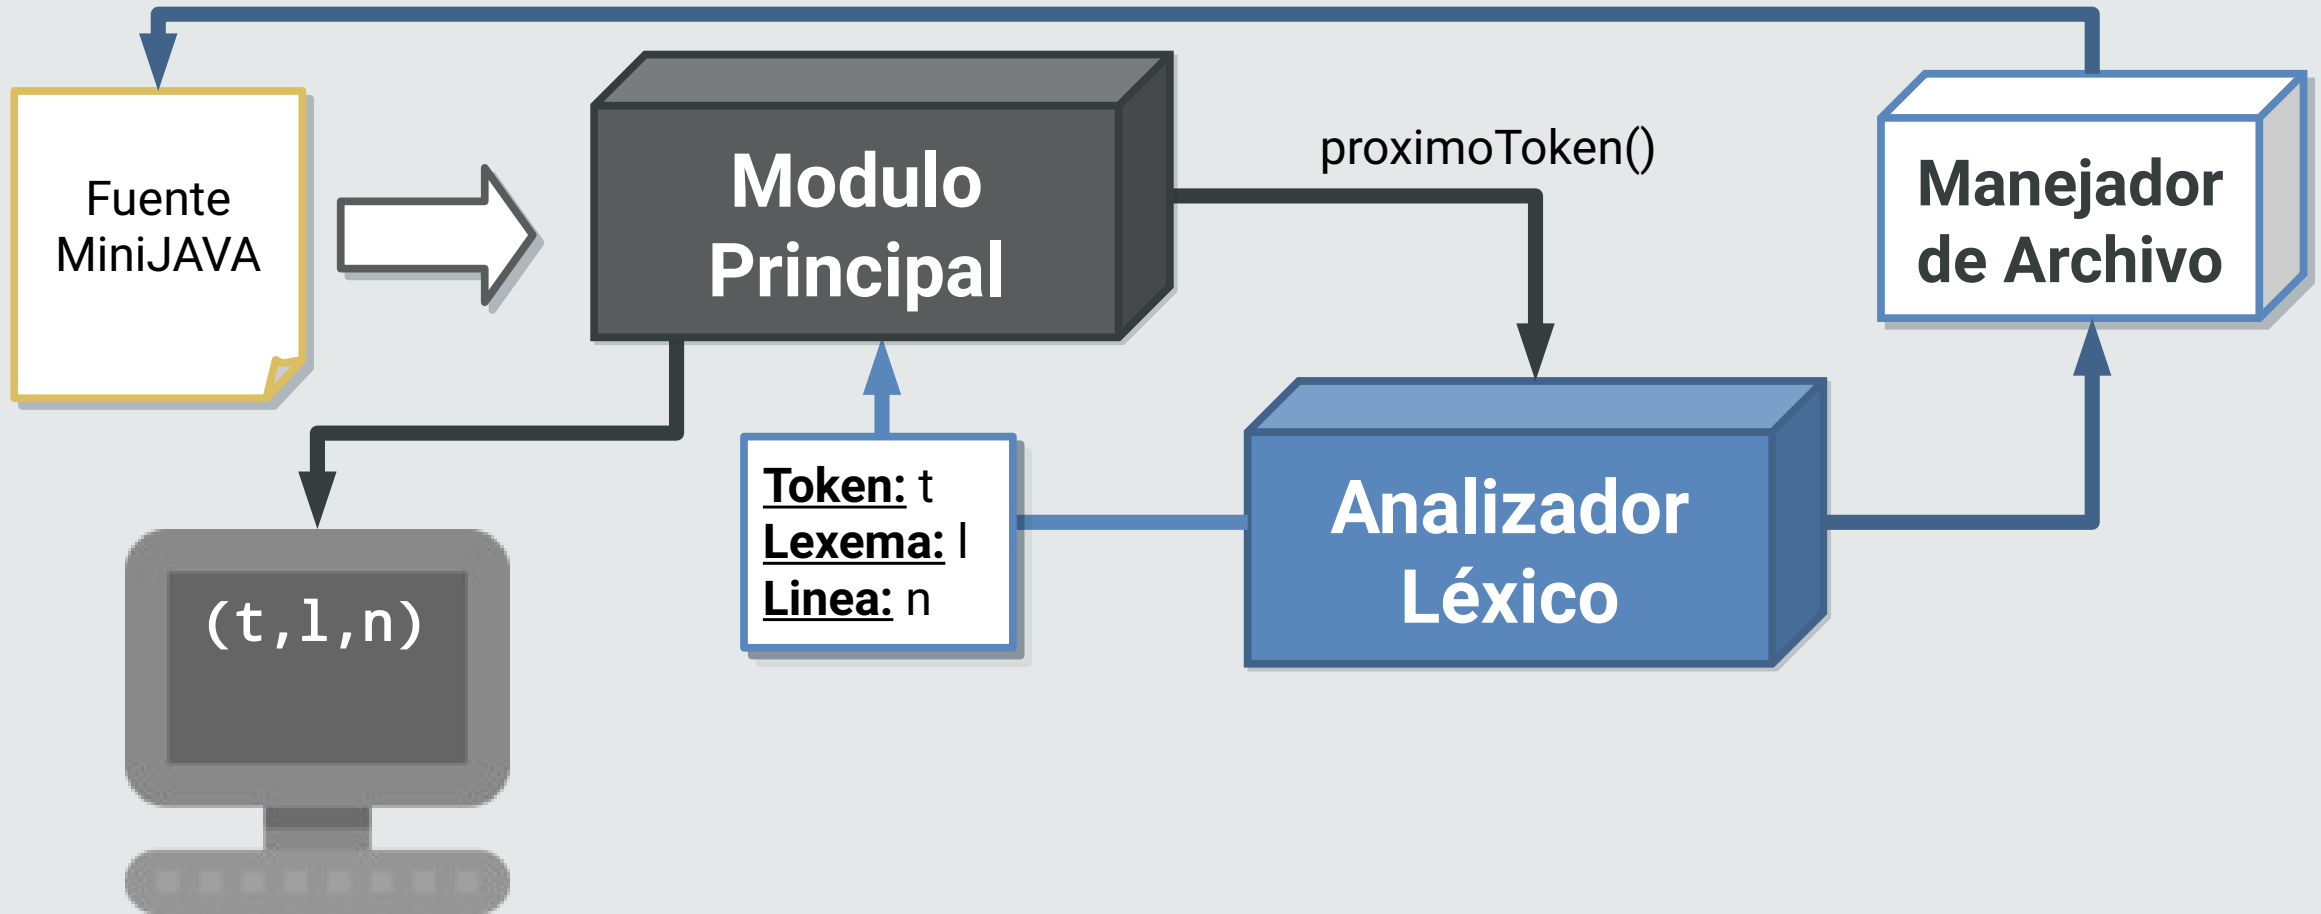 Fuente
MiniJAVA
Modulo
Principal
proximoToken()
Manejador
de Archivo
Token: t
Lexema: l
Linea: n
Analizador
Léxico
(t,l,n)